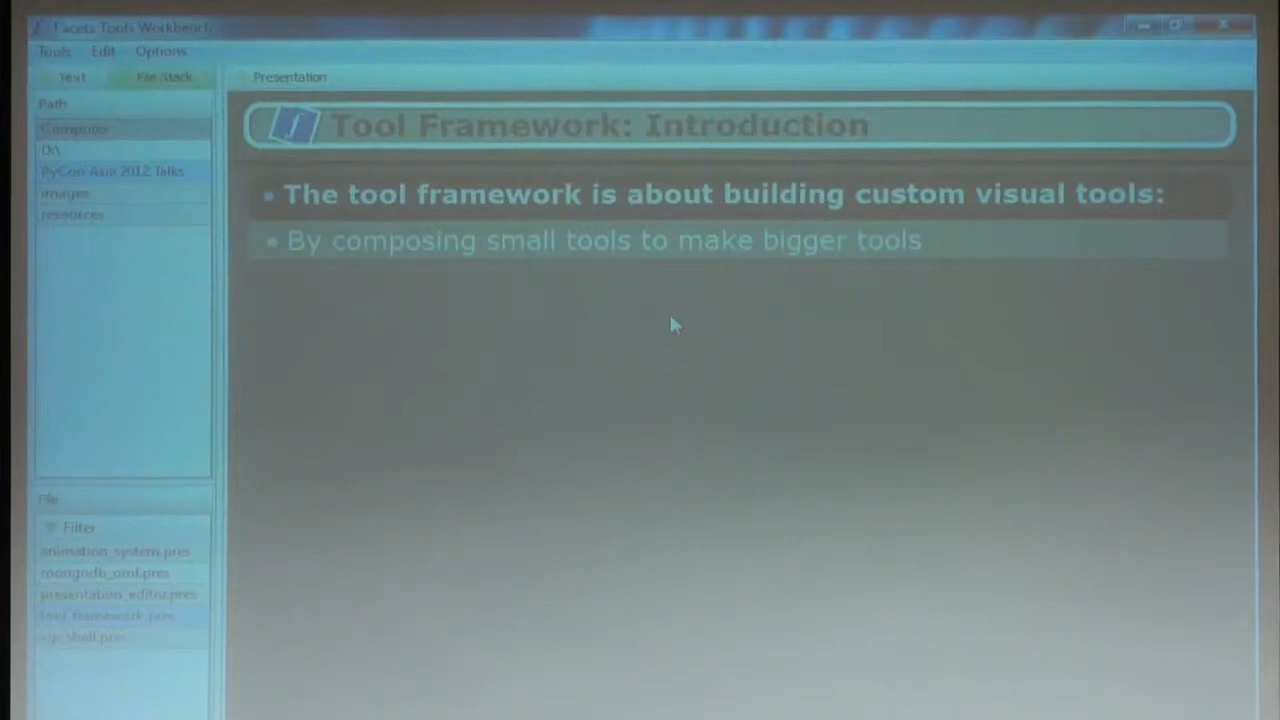 Facets Tools Workbench
Tools Edit Options
Text File Stack
Presentation
Path
Computer
D:\
PyCon Asia 2012 Talks
images
resources
f Tool Framework: Introduction
• The tool framework is about building custom visual tools:
• By composing small tools to make bigger tools
File
Filter
animation_system.pres
mongodb_orm.pres
presentation_editor.pres
tool_framework.pres
vip_shell.pres